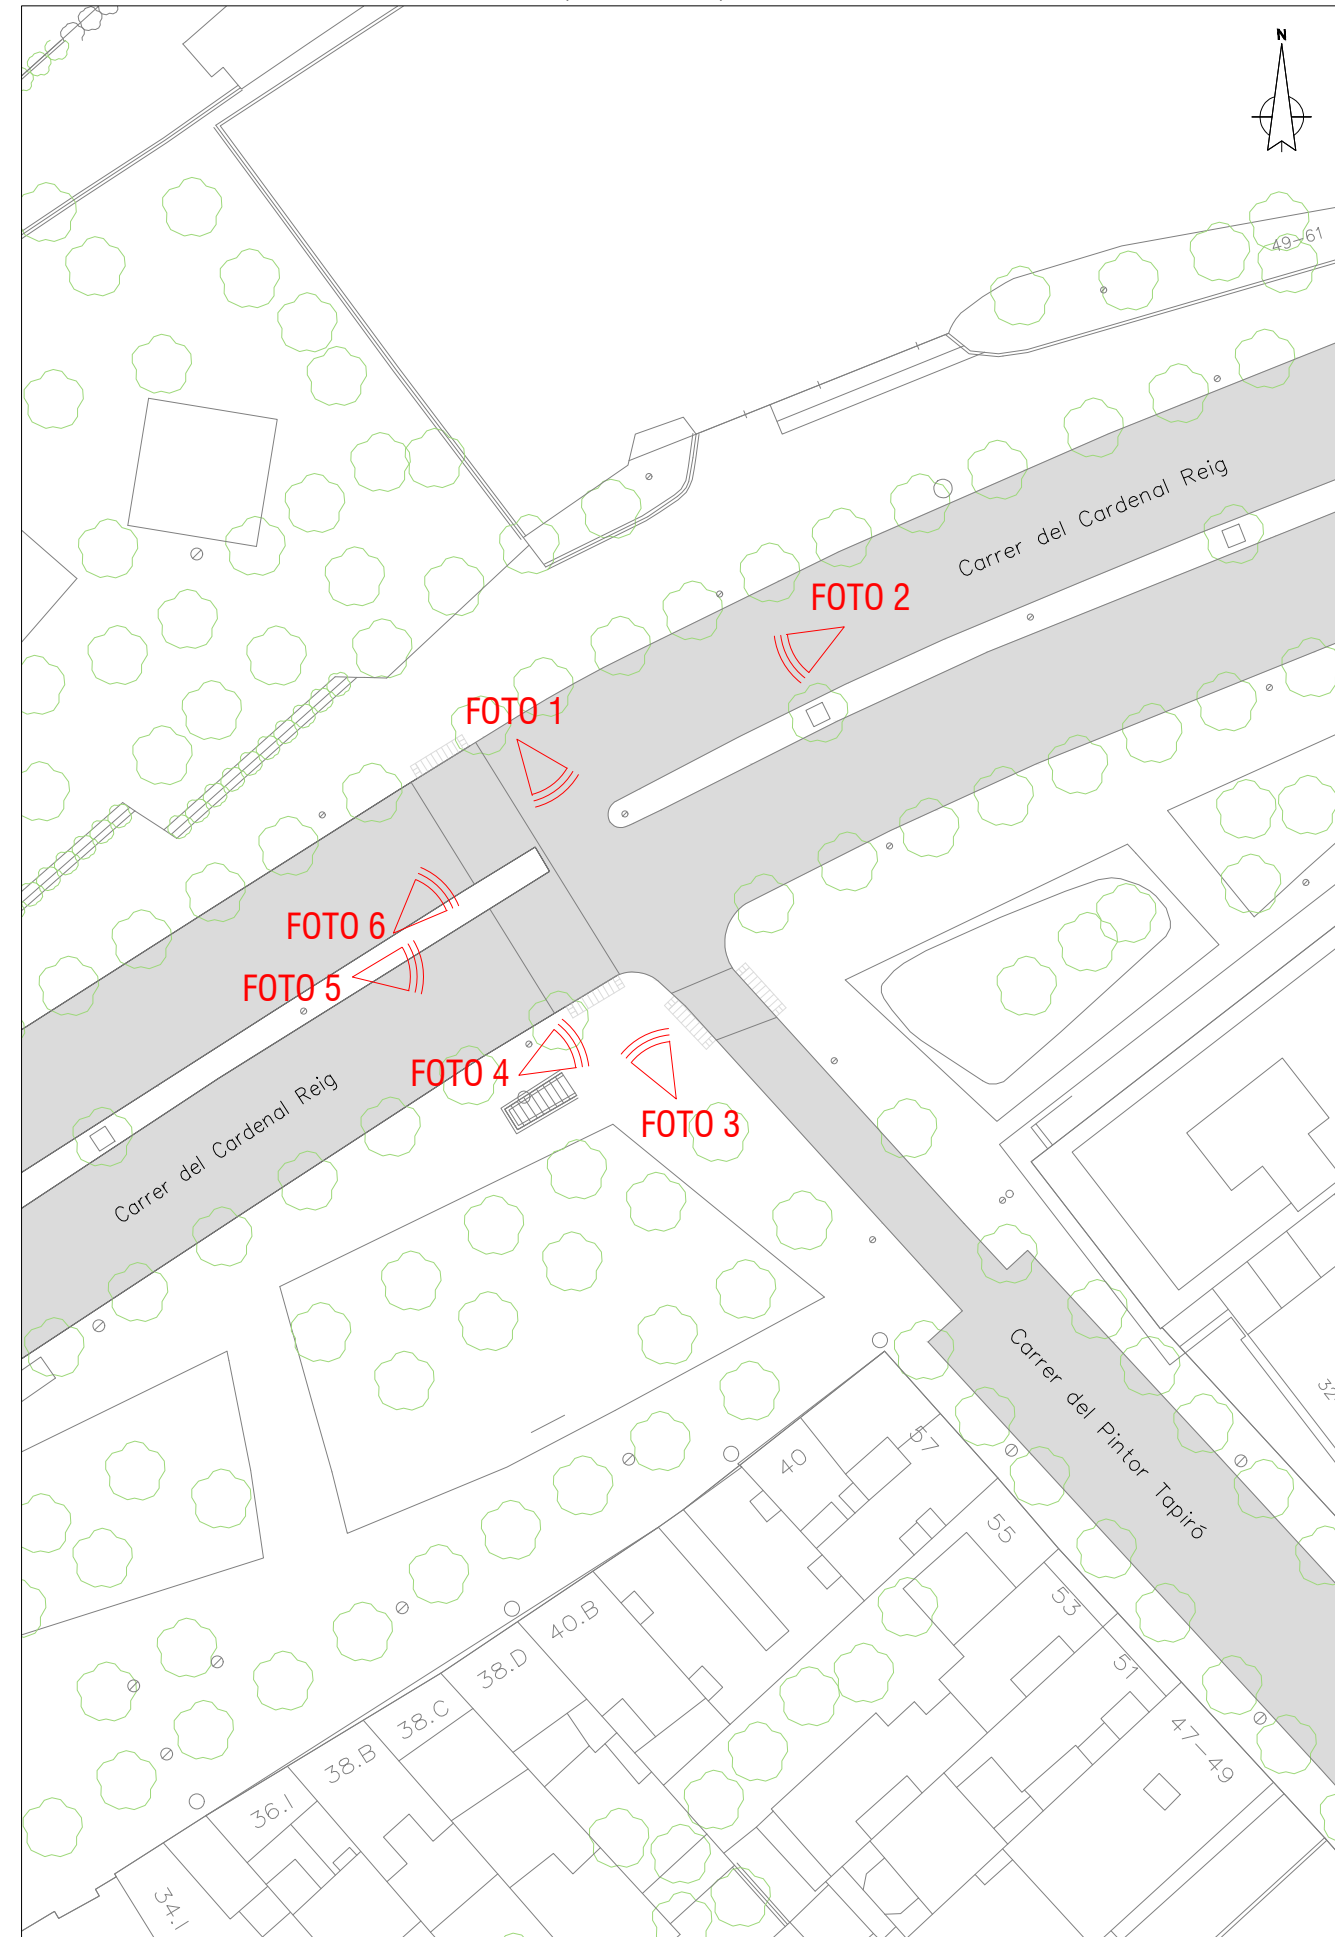 N
49-61
Carrer del Cardenal Reig
FOTO 2
FOTO 1
FOTO 6
FOTO 5
FOTO 4
FOTO 3
Carrer del Cardenal Reig
Carrer del Pintor Tapiró
57
40
55
53
40.B
51
38.D
38.C
47-49
38.B
36.I
34.I